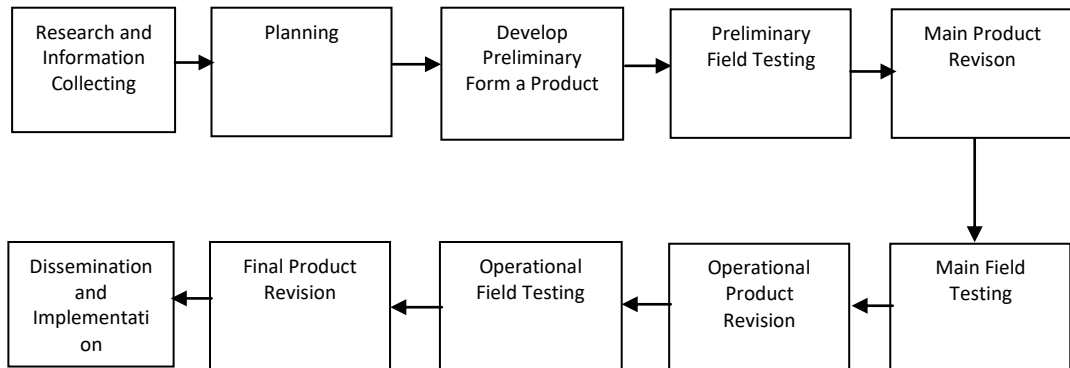 Research and
Information
Collecting
Planning
Develop
Preliminary
Form a Product
Preliminary
Field Testing
Main Product
Revison
Dissemination
and
Implementati
on
Final Product
Revision
Operational
Field Testing
Operational
Product
Revision
Main Field
Testing